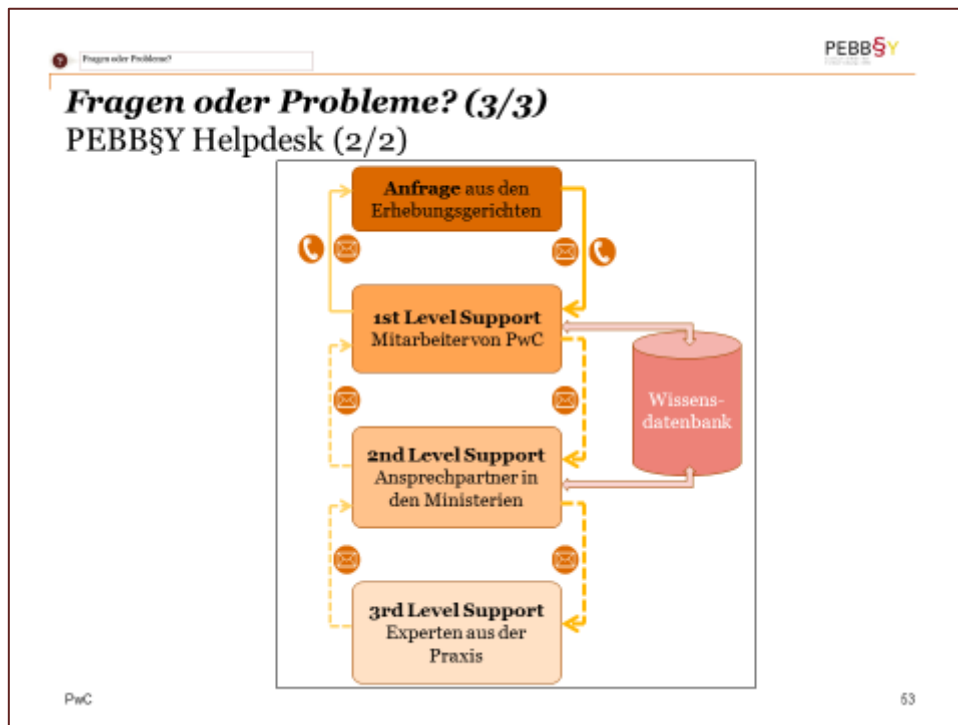 Fragen oder Probleme?
PEBB§Y
Fragen oder Probleme? (3/3)
PEBB§Y Helpdesk (2/2)
Anfrage aus den
Erhebungsgerichten
1st Level Support
Mitarbeiter von PwC
Wissens-
datenbank
2nd Level Support
Ansprechpartner in
den Ministerien
3rd Level Support
Experten aus der
Praxis
PwC
53